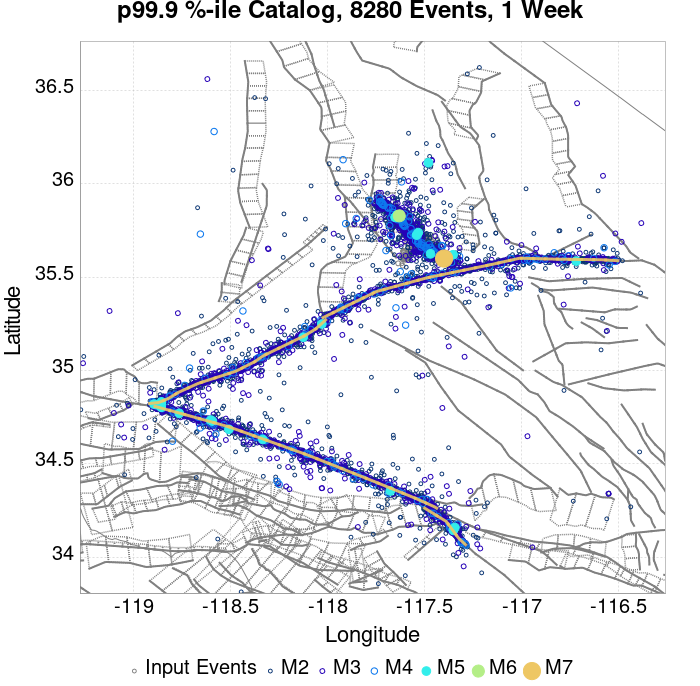 p99.9 %-ile Catalog, 8280 Events, 1 Week
36.5
36
35.5
35
34.5
34
Latitude
-119 -118.5 -118 -117.5 -117 -116.5
Longitude
Input Events M2 M3 M4 M5 M6 M7